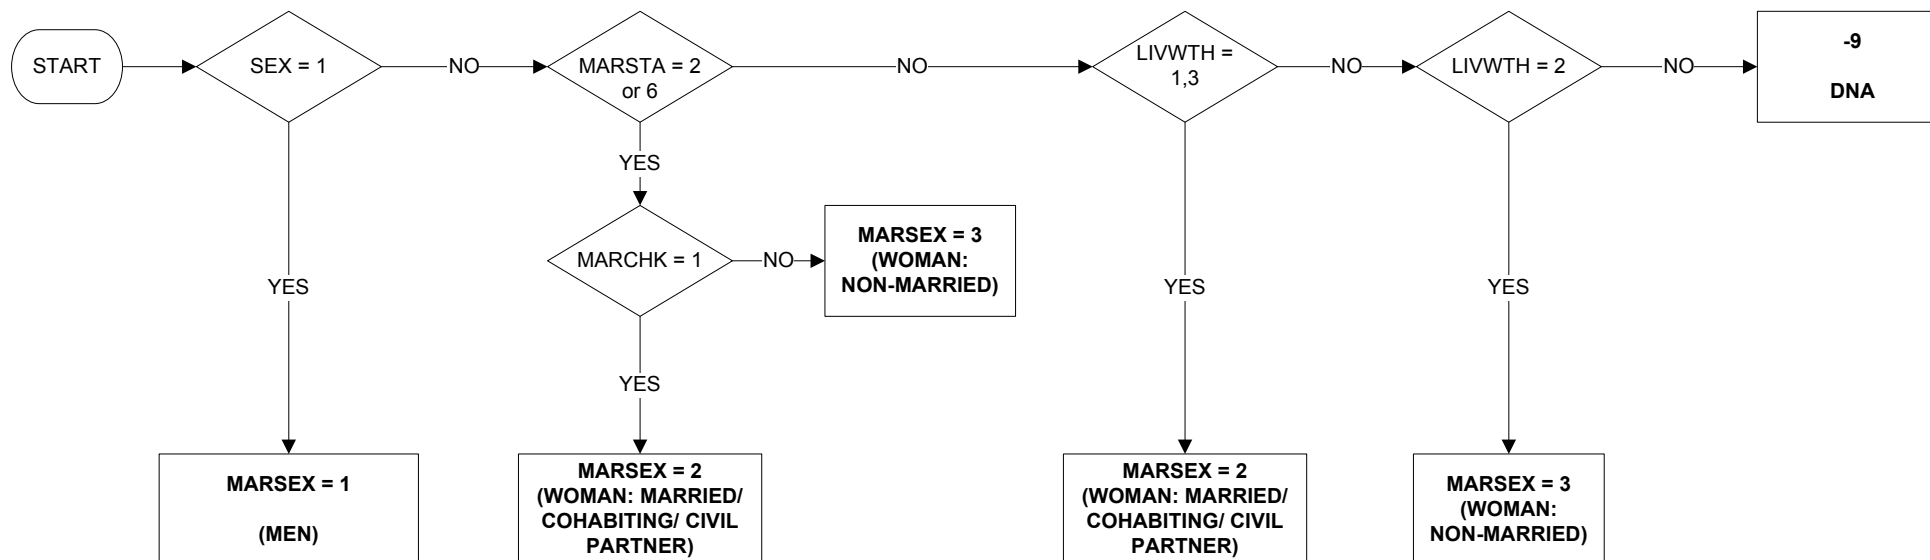 START
SEX = 1
NO
MARSTA = 2
or 6
NO
LIVWTH =
1,3
NO
LIVWTH = 2
NO
-9
DNA
YES
MARCHK = 1
NO
MARSEX = 3
(WOMAN:
NON-MARRIED)
YES
YES
YES
YES
MARSEX = 1
(MEN)
MARSEX = 2
(WOMAN: MARRIED/
COHABITING/ CIVIL
PARTNER)
MARSEX = 2
(WOMAN: MARRIED/
COHABITING/ CIVIL
PARTNER)
MARSEX = 3
(WOMAN:
NON-MARRIED)